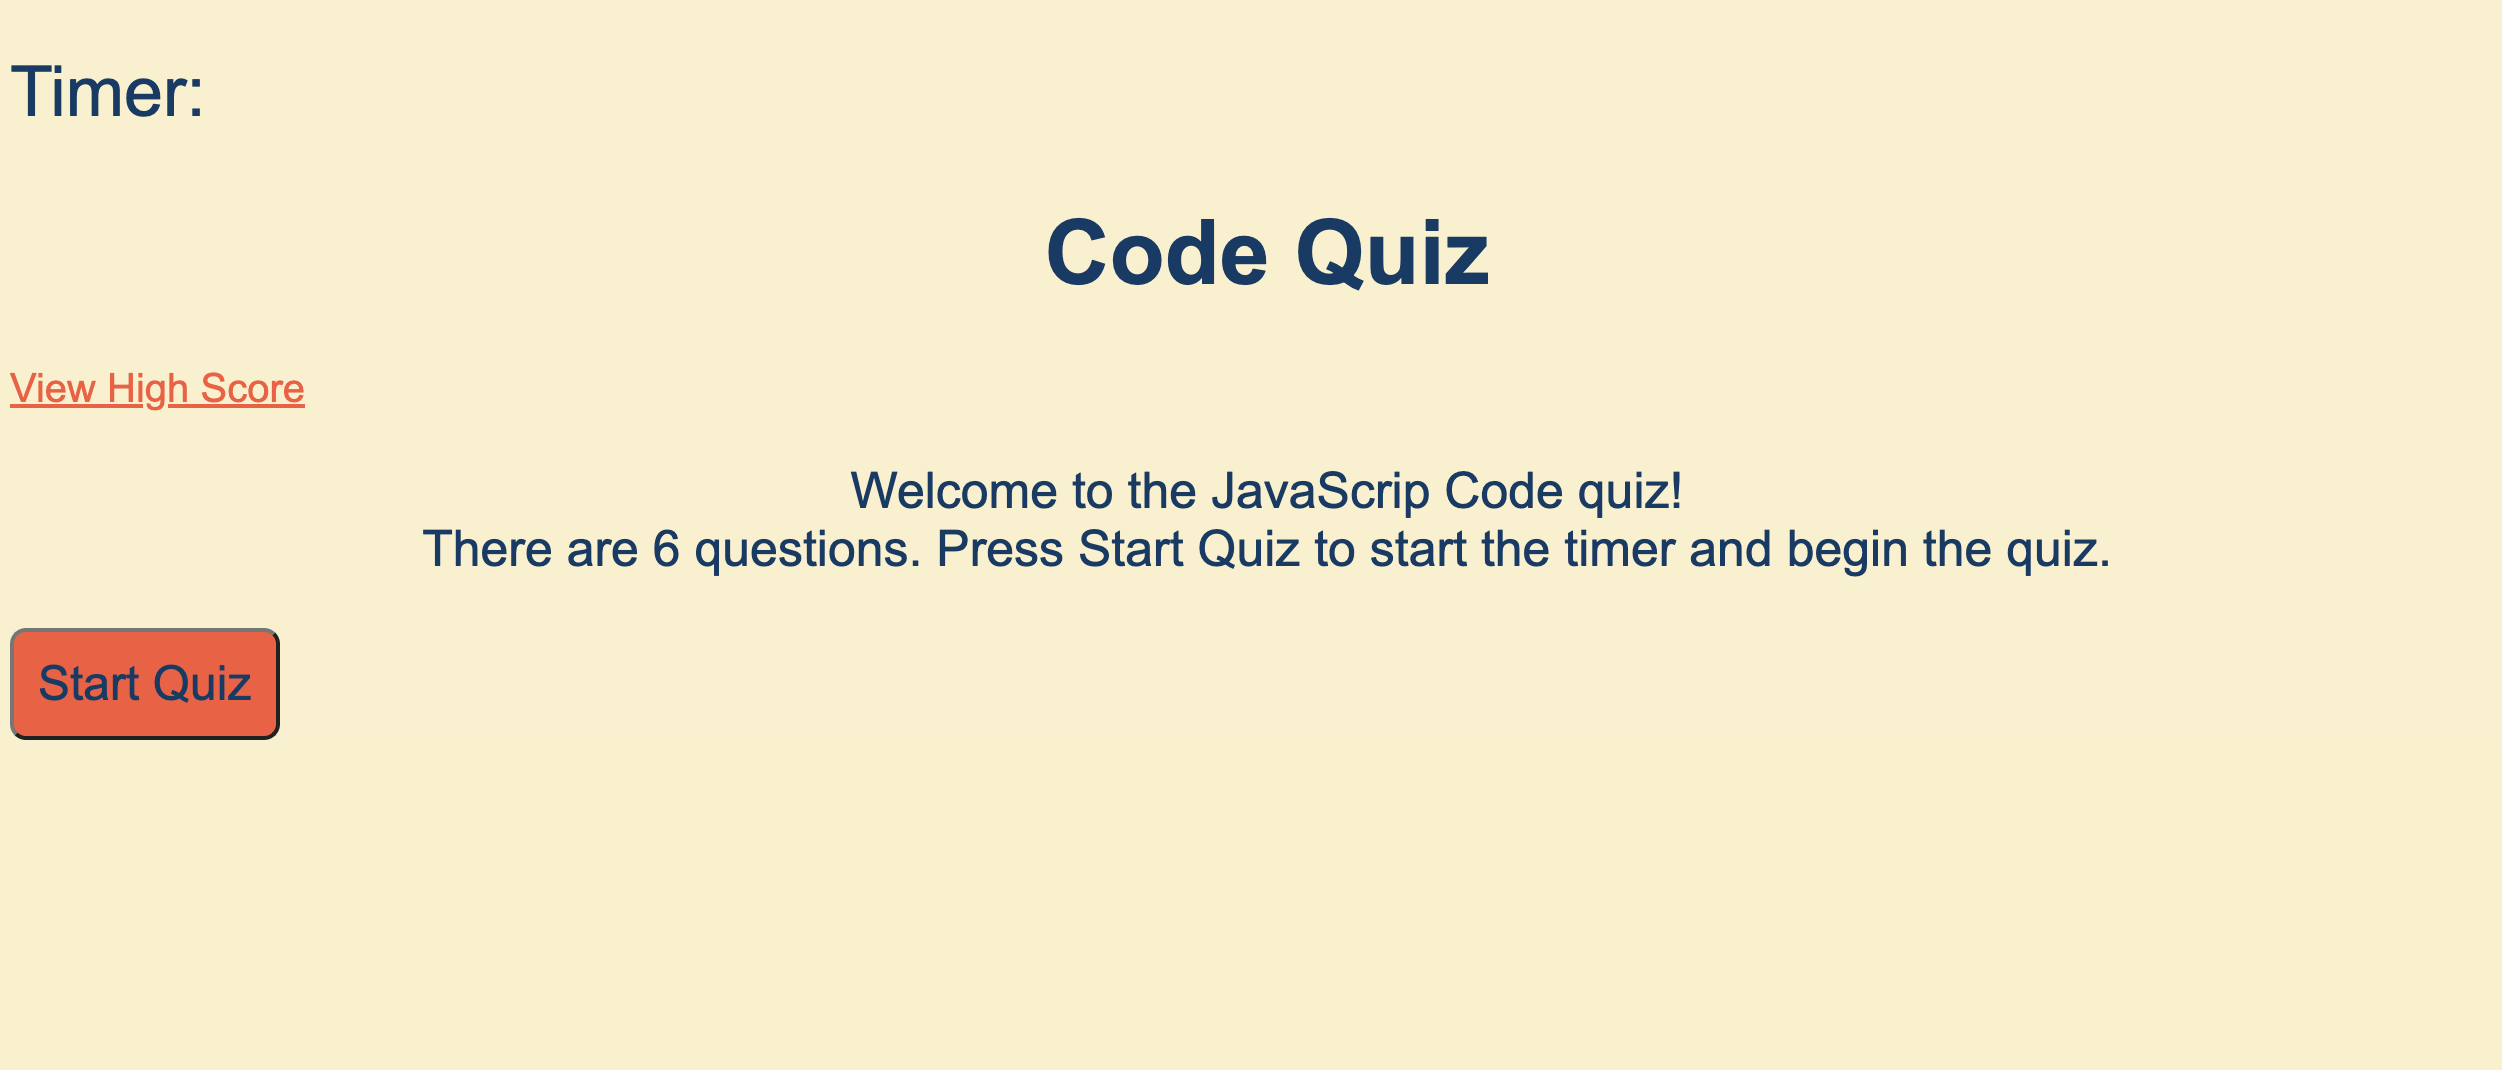 Timer:
Code Quiz
View High Score
Welcome to the JavaScrip Code quiz!
There are 6 questions. Press Start Quiz to start the timer and begin the quiz.
Start Quiz